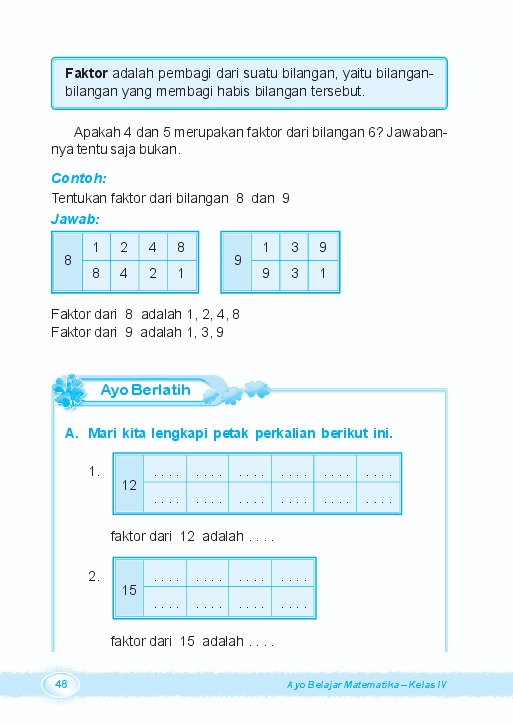 Faktor adalah pembagi dari suatu bilangan, yaitu bilangan-
bilangan yang membagi habis bilangan tersebut.
Apakah 4 dan 5 merupakan faktor dari bilangan 6? Jawaban-
nya tentu saja bukan.
Contoh:
Tentukan faktor dari bilangan 8 dan 9
Jawab:
8
1 2 4 8
8 4 2 1
9
1 3 9
9 3 1
Faktor dari 8 adalah 1, 2, 4, 8
Faktor dari 9 adalah 1, 3, 9
Ayo Berlatih
A. Mari kita lengkapi petak perkalian berikut ini.
1.
12
. . . . . . . . . . . . . . . . . . . . . . . .
. . . . . . . . . . . . . . . . . . . . . . . .
faktor dari 12 adalah . . . .
2.
15
. . . . . . . . . . . . . . . .
. . . . . . . . . . . . . . . .
faktor dari 15 adalah . . . .
48
Ayo Belajar Matematika – Kelas IV